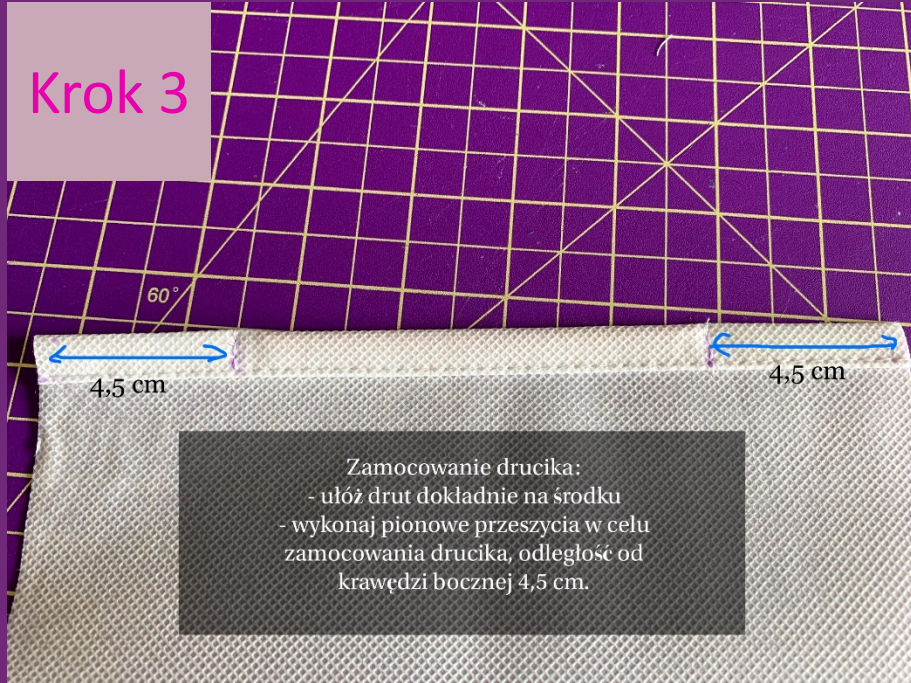 Krok 3
60°
4,5 cm
4,5 cm
Zamocowanie drucika:
- ułóż drut dokładnie na środku
- wykonaj pionowe przeszycia w celu
zamocowania drucika, odległość od
krawędzi bocznej 4,5 cm.